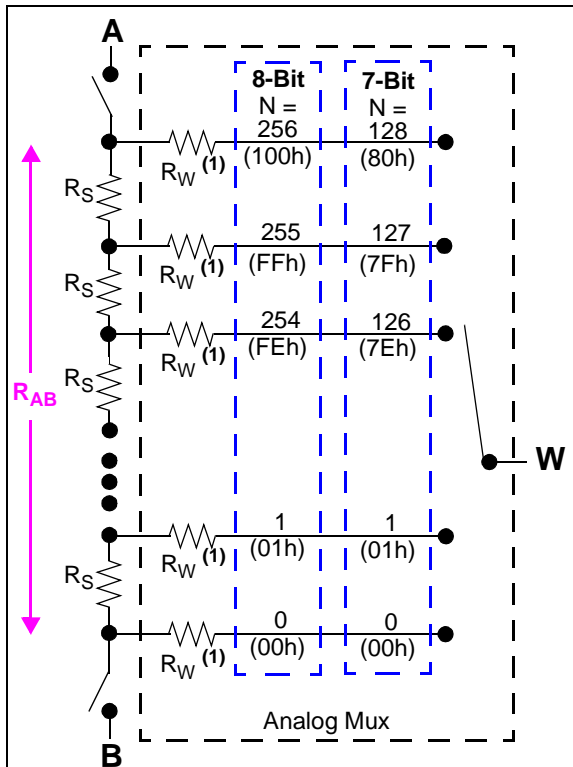 A
8-Bit
N =
7-Bit
N =
256
(100h)
128
(80h)
RW (1)
RS
255
(FFh)
127
(7Fh)
RW (1)
RS
254
(FEh)
126
(7Eh)
RW (1)
RS
RAB
W
1
(01h)
1
(01h)
RW (1)
RS
0
(00h)
0
(00h)
RW (1)
Analog Mux
B